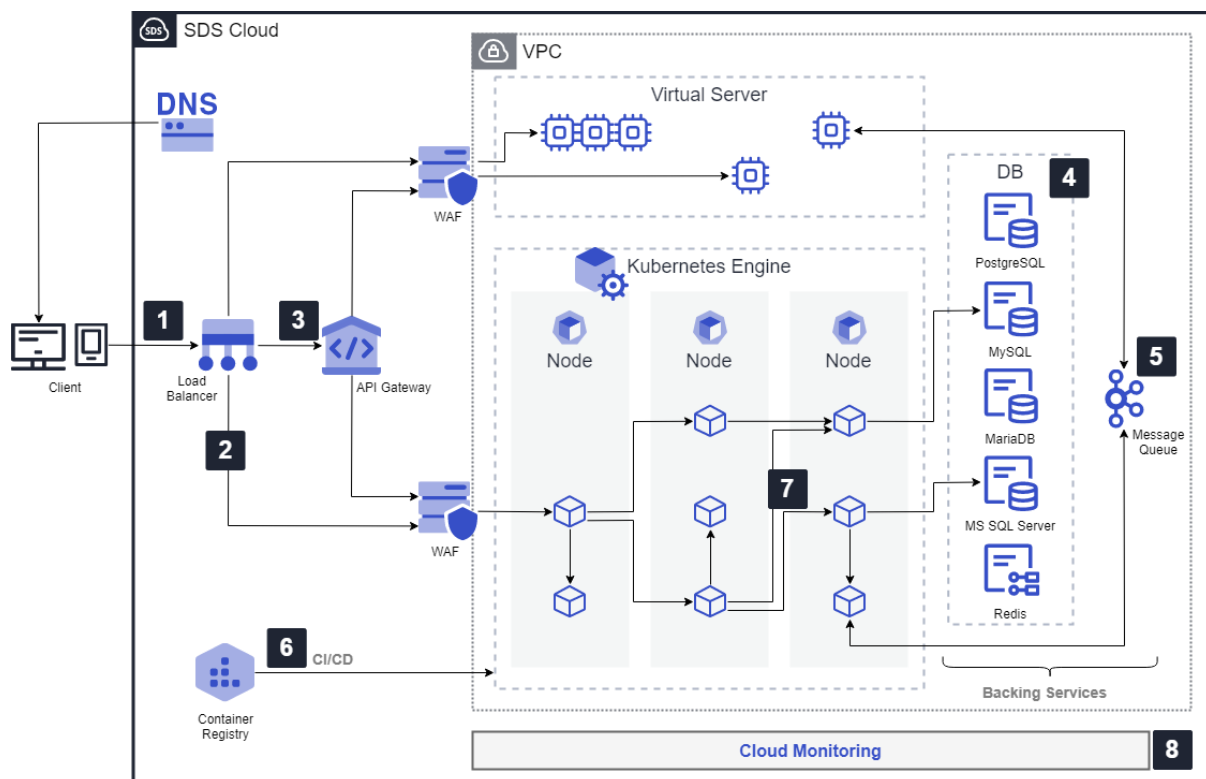 SDS
SDS Cloud
VPC
Virtual Server
DNS
WAF
DB
4
PostgreSQL
Kubernetes Engine
1
3
Node
Node
Node
MySQL
5
Client
Load
Balancer
API Gateway
MariaDB
Message
Queue
2
7
MS SQL Server
WAF
Redis
6
CI/CD
Backing Services
Container
Registry
Cloud Monitoring
8